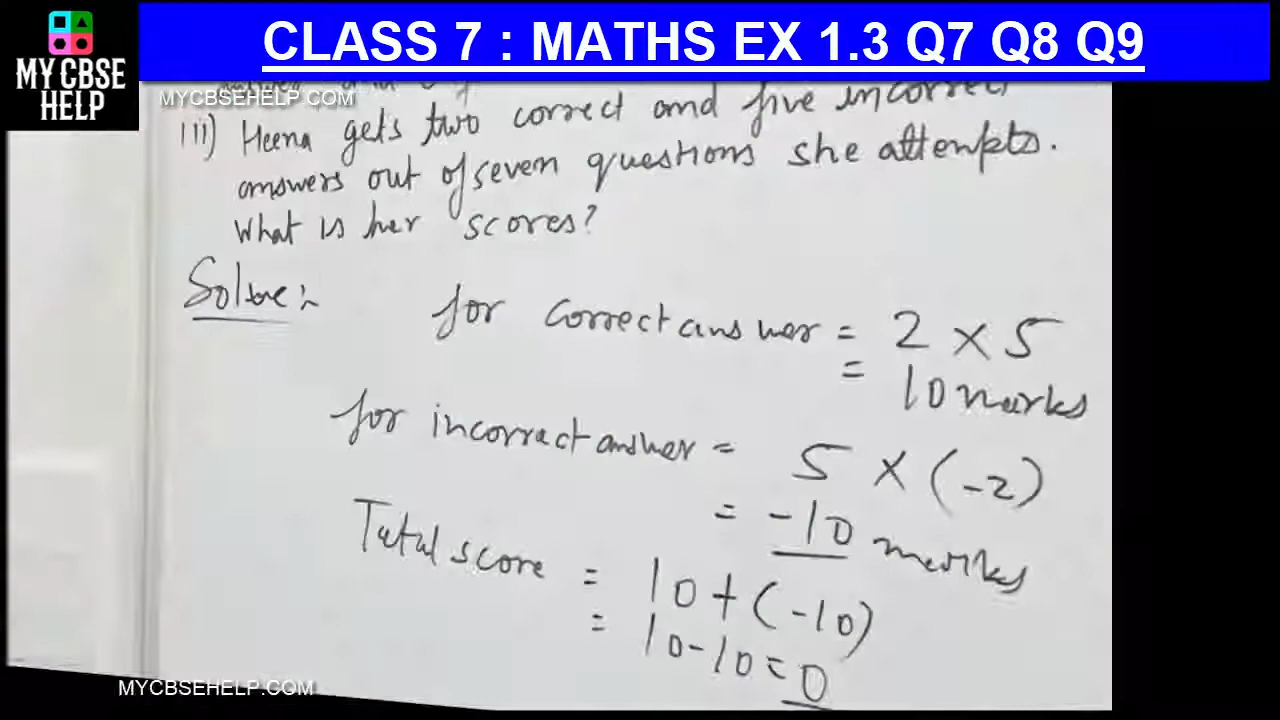 CLASS 7 : MATHS EX 1.3 Q7 Q8 Q9
MY CBSE
HELP
MYCBSEHELP.COM
iii) Heena gets two correct and five incorrect
answers out of seven questions she attempts.
What is her scores?
Solve:
for correct answer = 2 × 5
= 10 marks
for incorrect answer = 5 × (-2)
= -10 marks
Total score = 10 + (-10)
= 10-10 = 0
MYCBSEHELP.COM